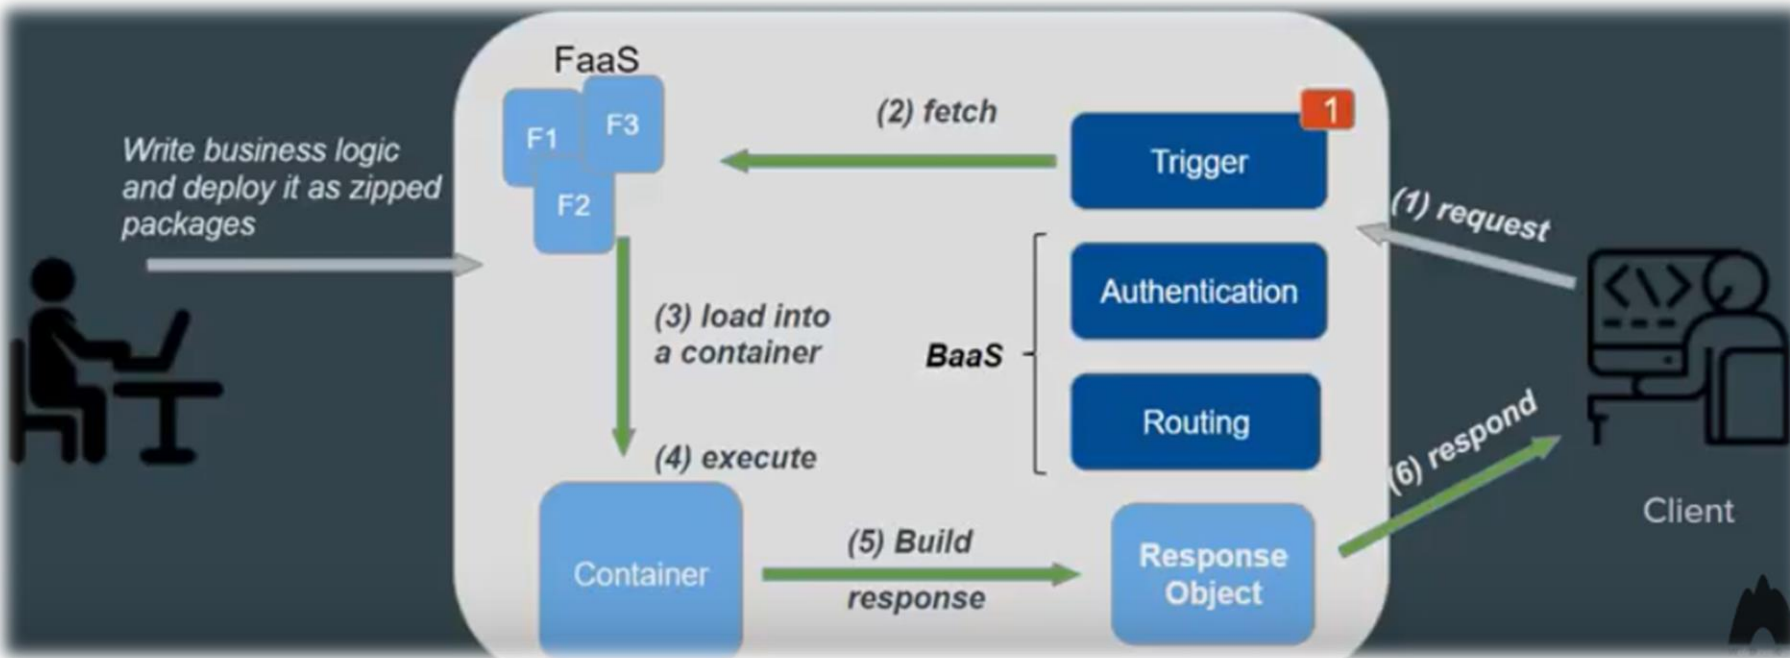 FaaS
F1
F3
F2
Write business logic
and deploy it as zipped
packages
(2) fetch
1
Trigger
(1) request
Authentication
(3) load into
a container
BaaS
Routing
(4) execute
(6) respond
Client
Container
(5) Build
response
Response
Object